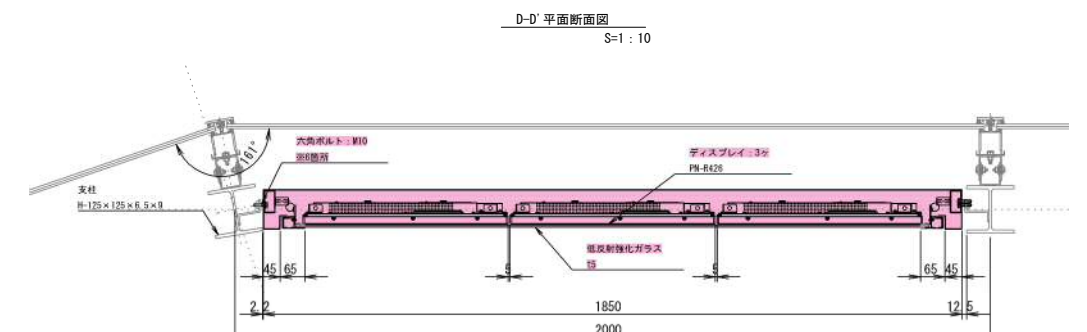 D-D' 平面断面図
S=1：10
161°
六角ボルト：M10
※6箇所
ディスプレイ：3ヶ
PN-R426
支柱
H-125×125×6.5×9
低反射強化ガラス
t5
45 65 5 5 65 45
2.2 1850 12.5
2000